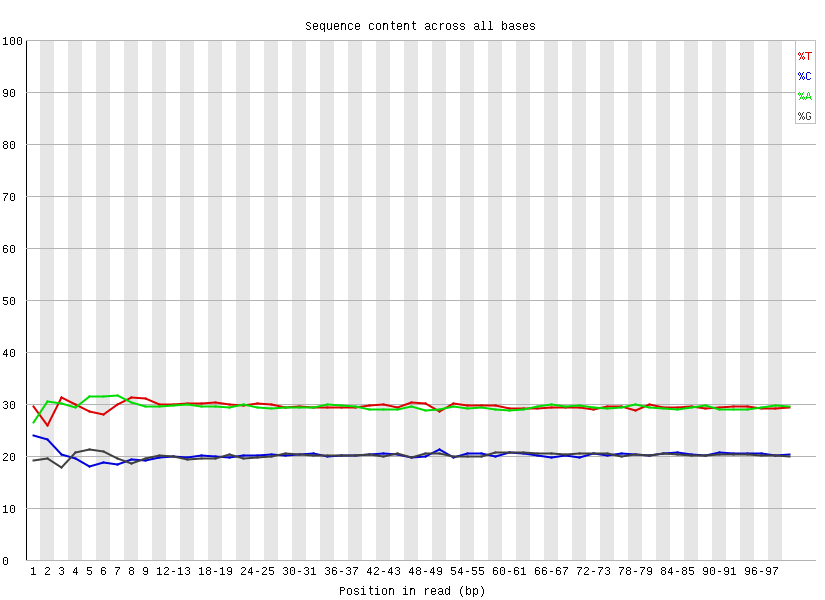 Sequence content across all bases
100
90
80
70
60
50
40
30
20
10
0
%T
%C
%A
%G
1 2 3 4 5 6 7 8 9 12-13 18-19 24-25 30-31 36-37 42-43 48-49 54-55 60-61 66-67 72-73 78-79 84-85 90-91 96-97
Position in read (bp)